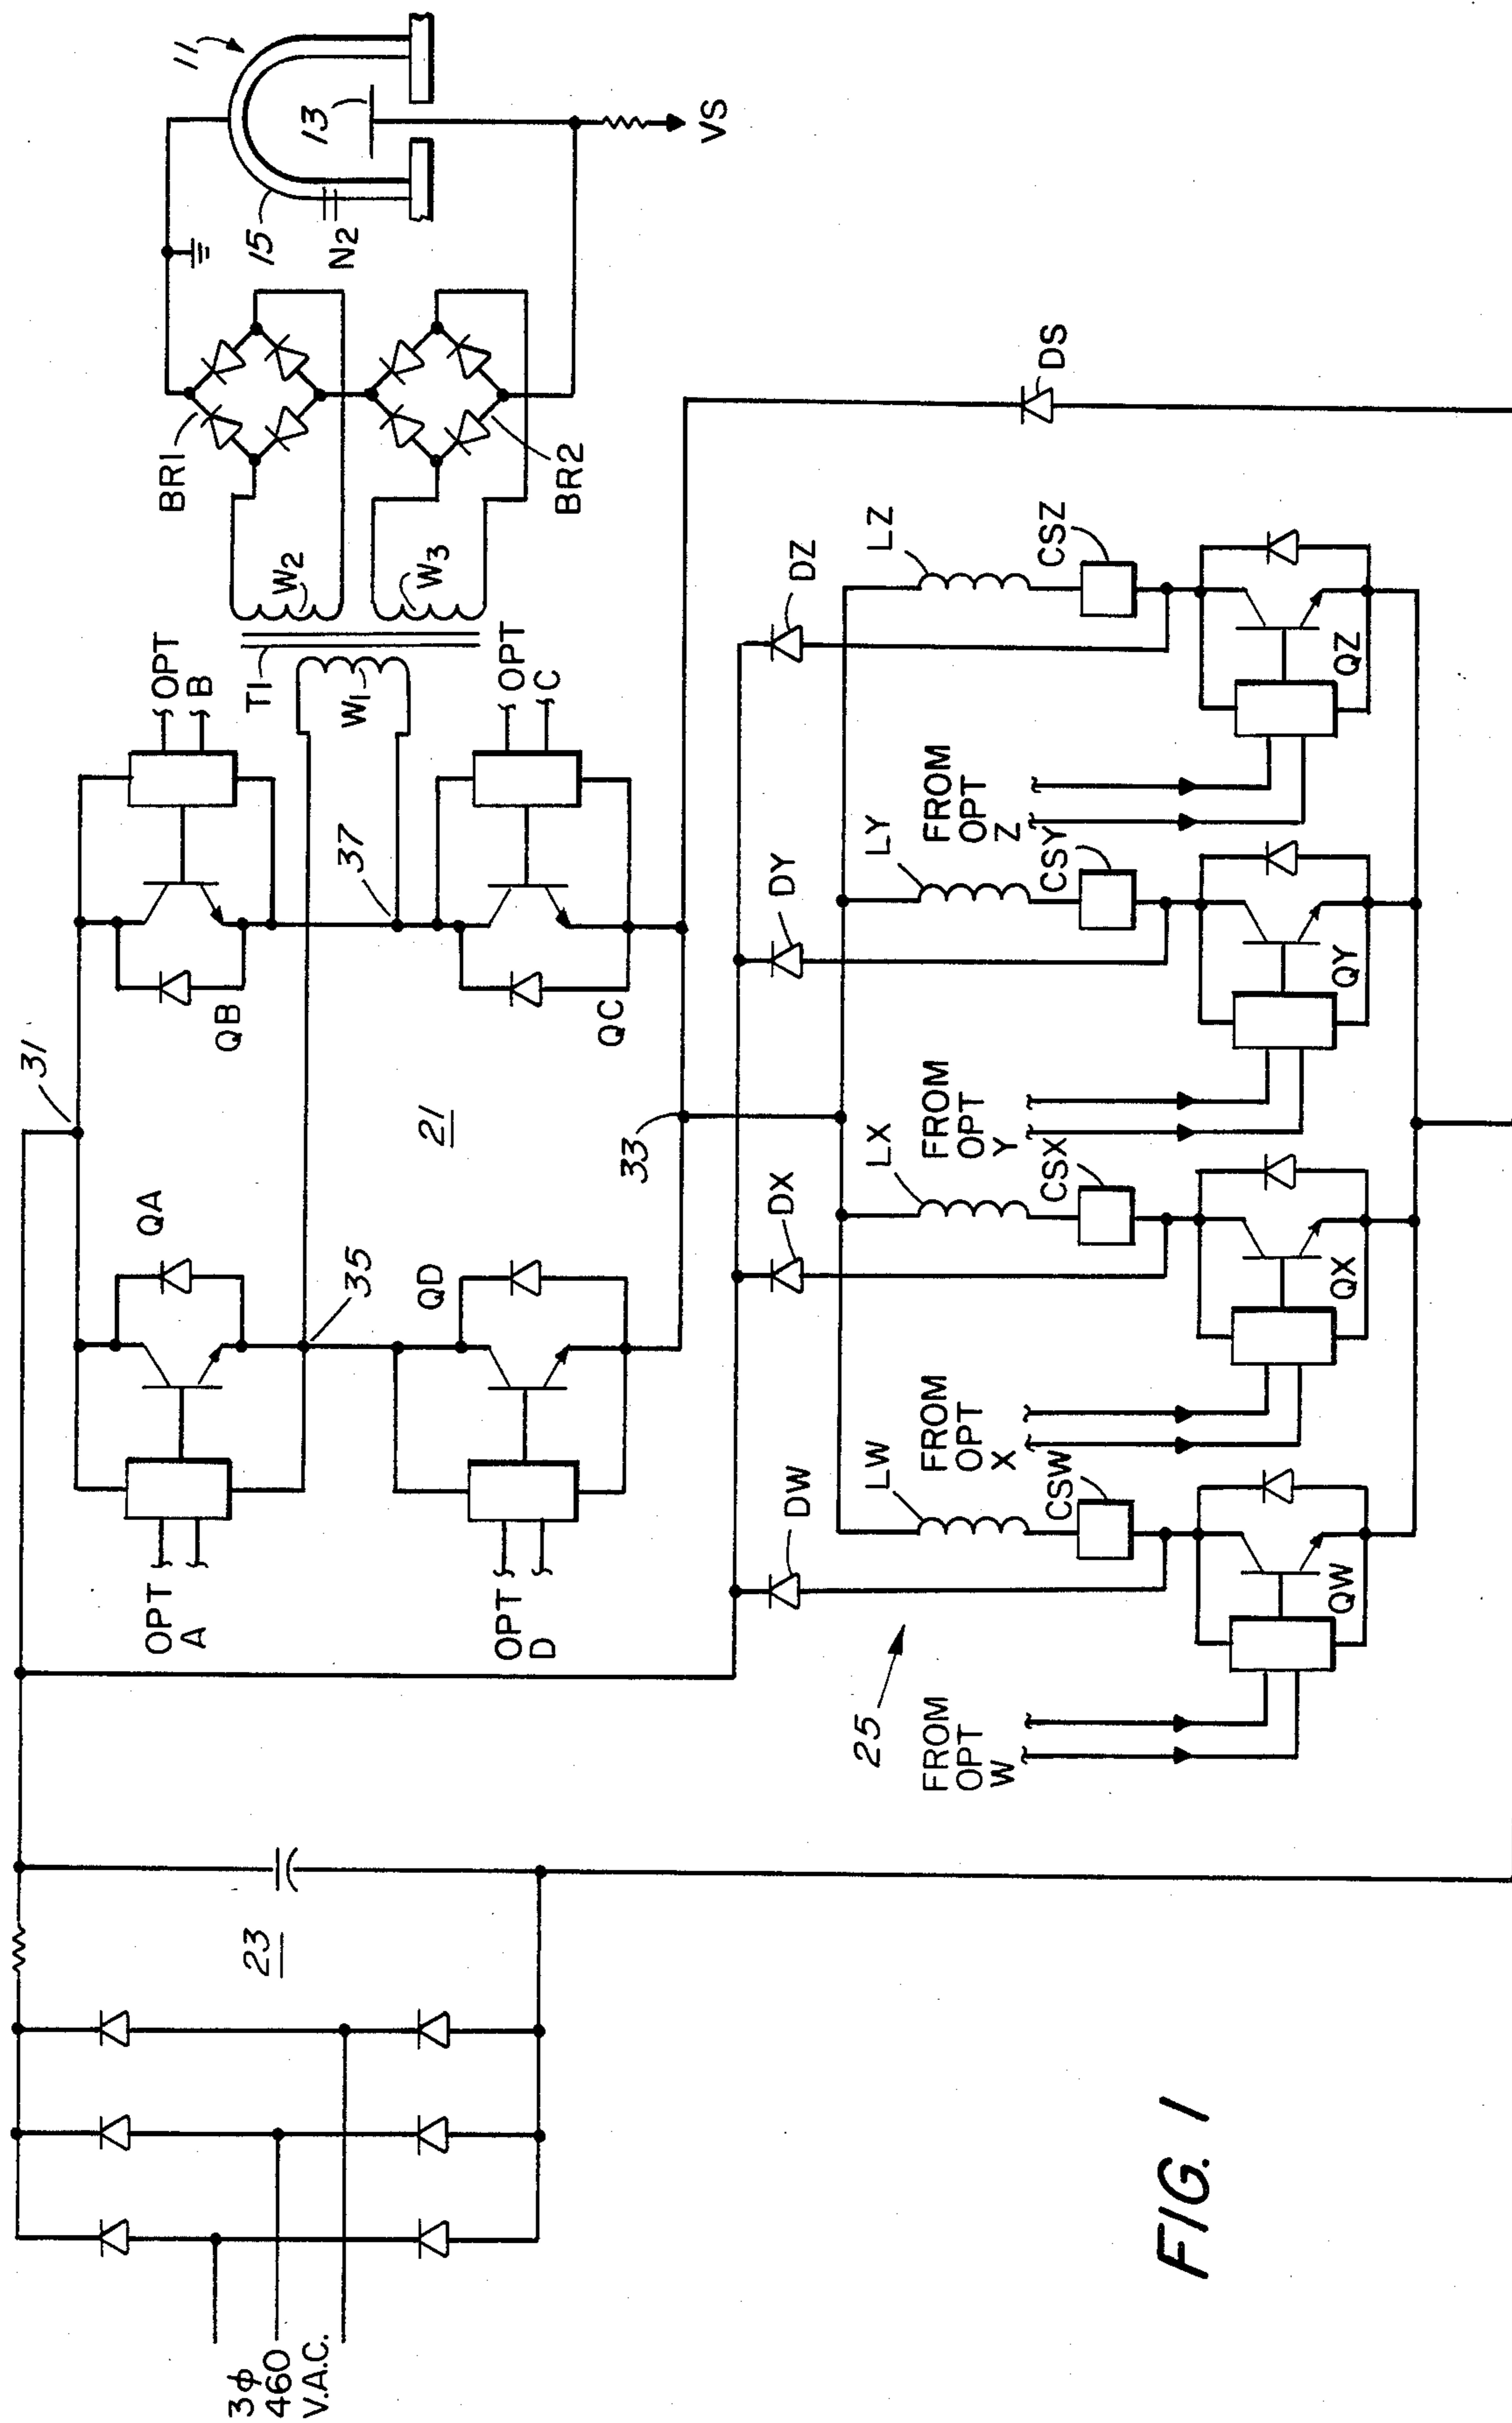 3ϕ
460
V.A.C.
23
31
OPT
A
QA
35
OPT
D
QD
21
QB
OPT
B
37
QC
OPT
C
33
T1
W1
W2
W3
BR1
BR2
11
13
15
N2
VS
DS
25
DW
DX
DY
DZ
LW
LX
LY
LZ
CSW
CSX
CSY
CSZ
FROM
OPT
W
FROM
OPT
X
FROM
OPT
Y
FROM
OPT
Z
QW
QX
QY
QZ
FIG. 1